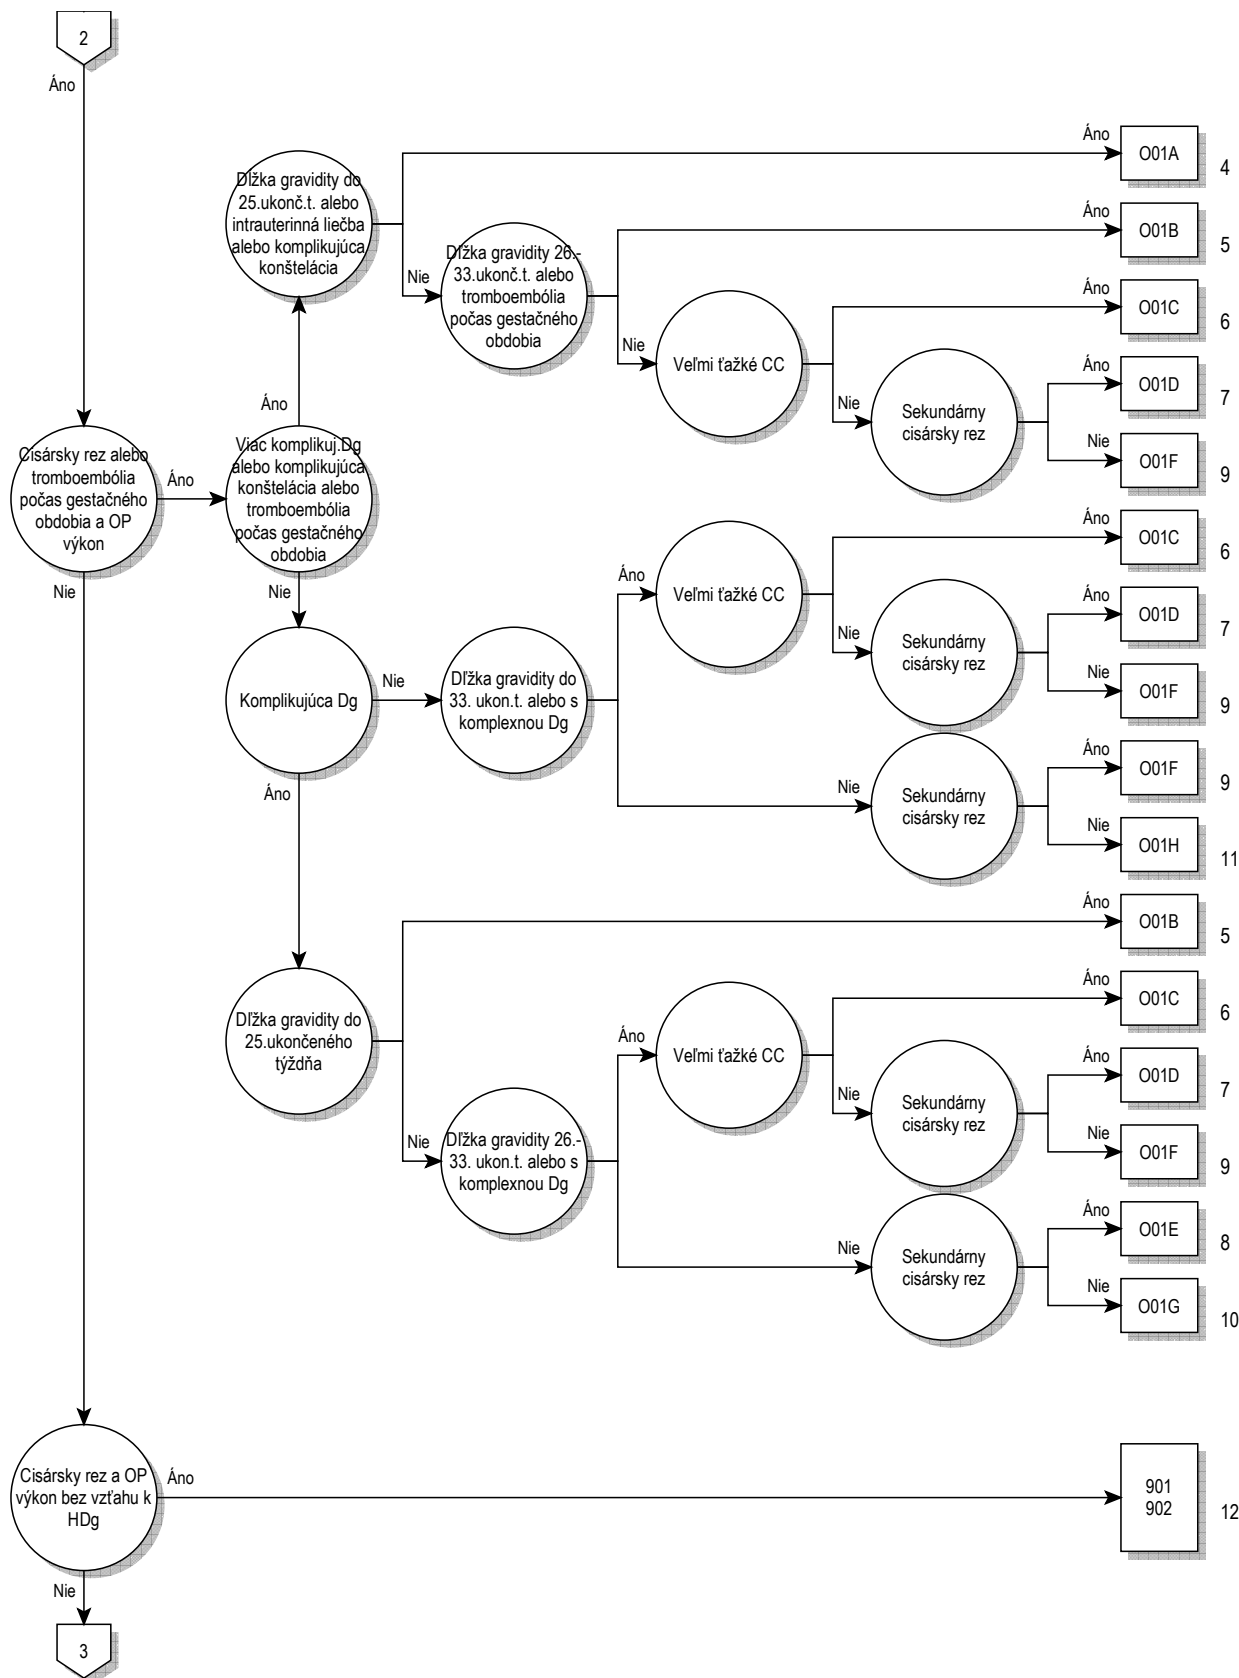 2
Áno
Áno
O01A
4
Dĺžka gravidity do
25.ukonč.t. alebo
intrauterinná liečba
alebo komplikujúca
konštelácia
Áno
O01B
5
Nie
Dĺžka gravidity 26.-
33.ukonč.t. alebo
tromboembólia
počas gestačného
obdobia
Áno
O01C
6
Nie
Veľmi ťažké CC
Áno
O01D
7
Nie
Sekundárny
cisársky rez
Nie
O01F
9
Áno
Cisársky rez alebo
tromboembólia
počas gestačného
obdobia a OP
výkon
Áno
Viac komplikuj.Dg
alebo komplikujúca
konštelácia alebo
tromboembólia
počas gestačného
obdobia
Áno
O01C
6
Nie
Nie
Áno
Veľmi ťažké CC
Áno
O01D
7
Nie
Sekundárny
cisársky rez
Nie
O01F
9
Komplikujúca Dg
Nie
Dĺžka gravidity do
33. ukon.t. alebo s
komplexnou Dg
Áno
O01F
9
Áno
Nie
Sekundárny
cisársky rez
Nie
O01H
11
Áno
O01B
5
Dĺžka gravidity do
25.ukončeného
týždňa
Áno
O01C
6
Áno
Veľmi ťažké CC
Áno
O01D
7
Nie
Sekundárny
cisársky rez
Nie
Dĺžka gravidity 26.-
33. ukon.t. alebo s
komplexnou Dg
Nie
O01F
9
Áno
O01E
8
Nie
Sekundárny
cisársky rez
Nie
O01G
10
Cisársky rez a OP
výkon bez vzťahu k
HDg
Áno
901
902
12
Nie
3